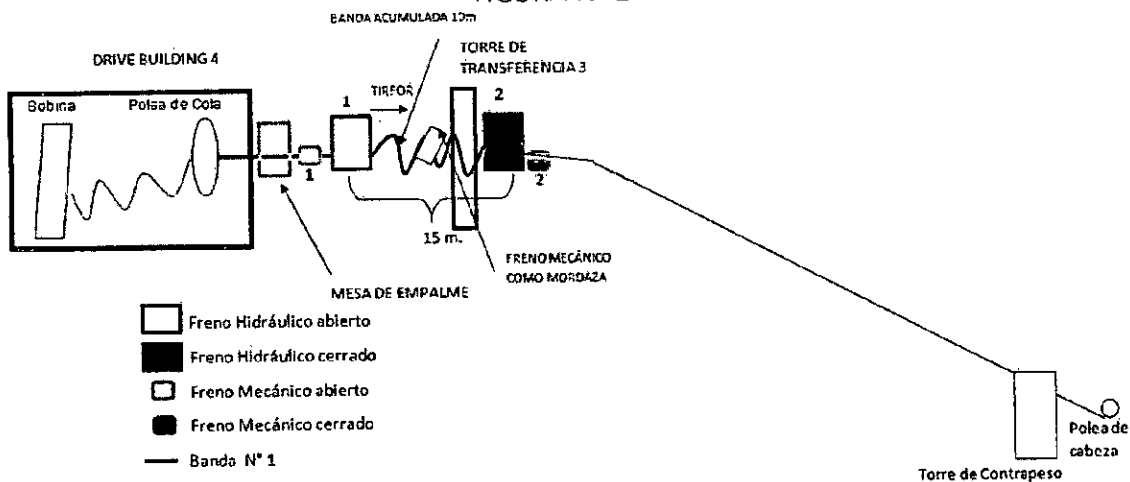 BANDA ACUMULADA 10m
DRIVE BUILDING 4
TORRE DE
TRANSFERENCIA 3
Bobina
Polea de Cola
1
TIRFOR
2
1
2
15 m.
FRENO MECÁNICO
COMO MORDAZA
MESA DE EMPALME
Freno Hidráulico abierto
Freno Hidráulico cerrado
Freno Mecánico abierto
Freno Mecánico cerrado
Banda N° 1
Polea de
cabeza
Torre de Contrapeso